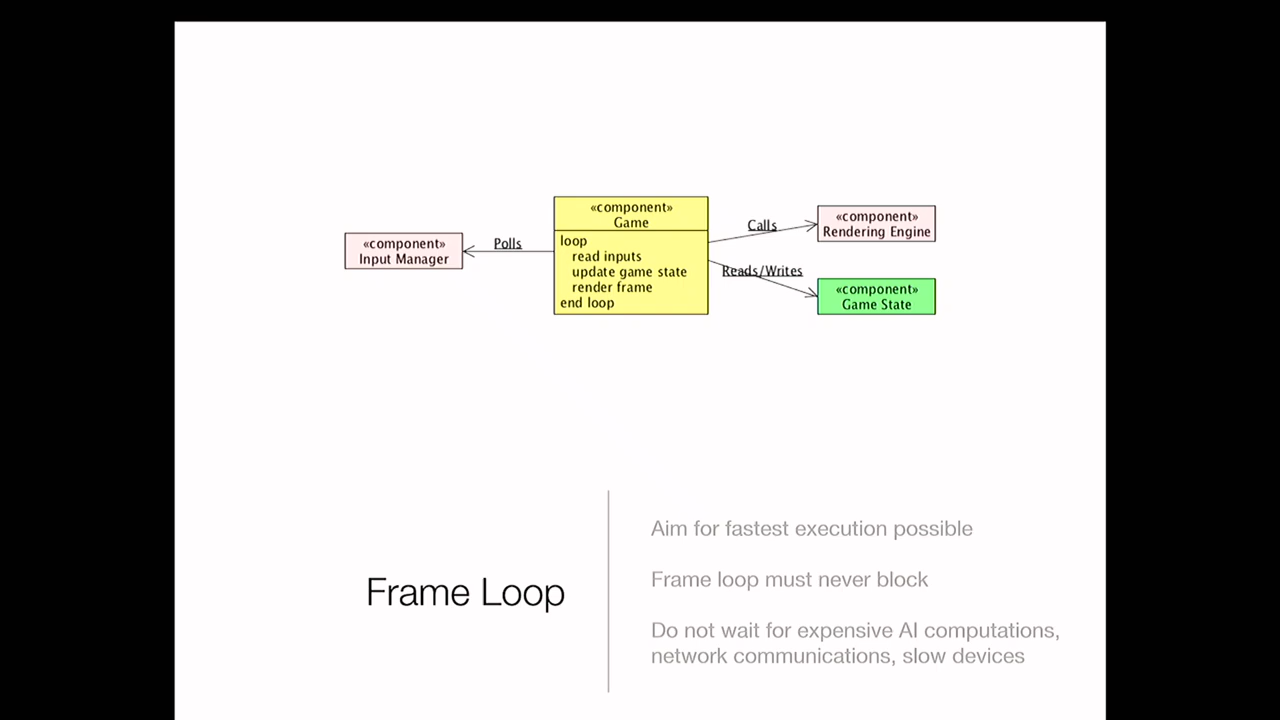 «component»
Game
«component»
Rendering Engine
Calls
«component»
Input Manager
Polls
loop
read inputs
update game state
render frame
end loop
Reads/Writes
«component»
Game State
Frame Loop
Aim for fastest execution possible
Frame loop must never block
Do not wait for expensive AI computations,
network communications, slow devices